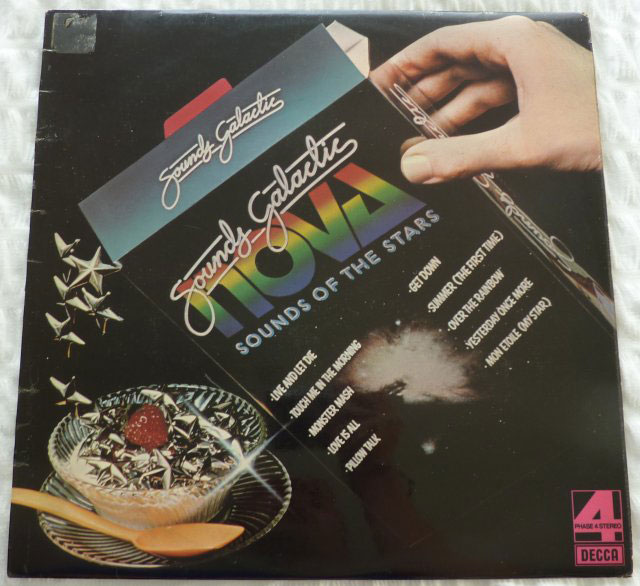 Sounds Galactic
Sounds Galactic
NOVA
SOUNDS OF THE STARS
·LIVE AND LET DIE
·TOUCH ME IN THE MORNING
·MONSTER MASH
·LOVE IS ALL
·PILLOW TALK
·GET DOWN
·SUMMER (THE FIRST TIME)
·OVER THE RAINBOW
·YESTERDAY ONCE MORE
·MON ETOILE (MY STAR)
Sounds Galactic
4
PHASE 4 STEREO
DECCA